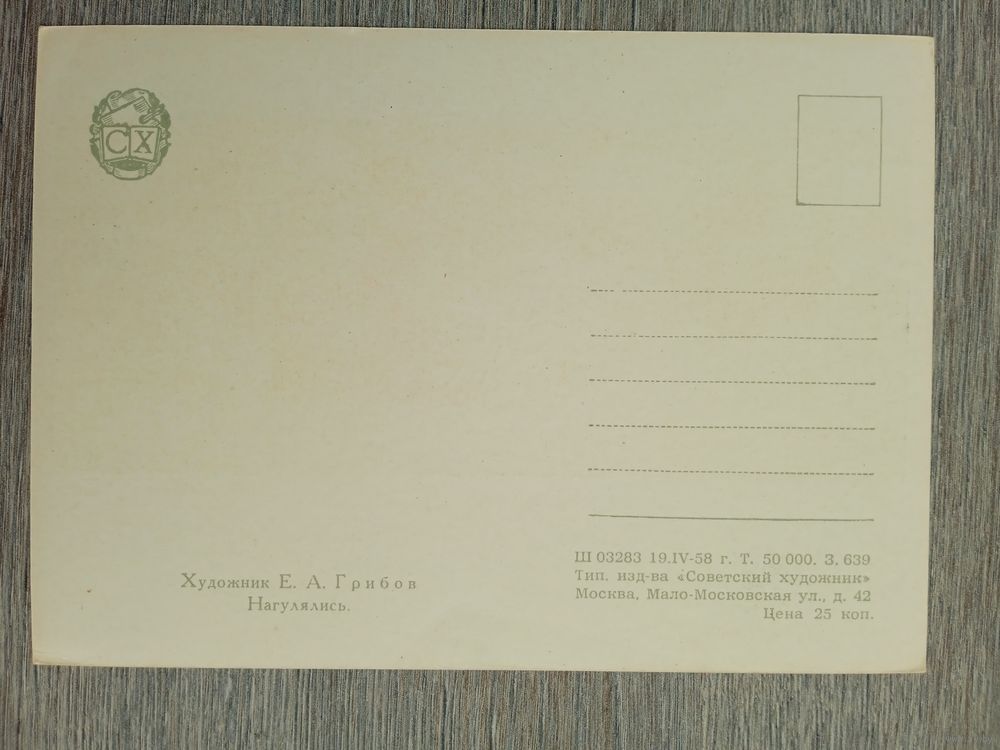 СХ
Художник Е. А. Грибов
Нагулялись.
Ш 03283 19.IV-58 г. Т. 50 000. З. 639
Тип. изд-ва «Советский художник»
Москва, Мало-Московская ул., д. 42
Цена 25 коп.